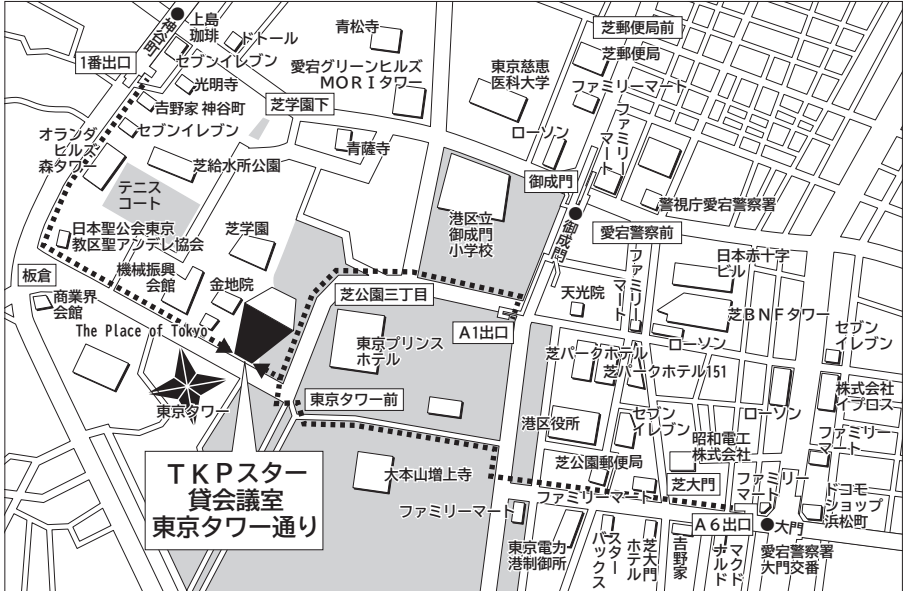 神谷町
上島
珈琲
ドトール
1番出口
セブンイレブン
光明寺
吉野家 神谷町
セブンイレブン
青松寺
愛宕グリーンヒルズ
MORIタワー
芝学園下
東京慈恵
医科大学
芝郵便局前
芝郵便局
ファミリーマート
ファミリー
マート
ローソン
オランダ
ヒルズ
森タワー
芝給水所公園
青薩寺
テニス
コート
御成門
港区立
御成門
小学校
警視庁愛宕警察署
御成門
愛宕警察前
日本聖公会東京
教区聖アンデレ協会
芝学園
板倉
機械振興
会館
金地院
商業界
会館
The Place of Tokyo
芝公園三丁目
天光院
ファミリー
マート
日本赤十字
ビル
芝BNFタワー
A1出口
東京プリンス
ホテル
芝パークホテル
芝パークホテル151
ローソン
セブン
イレブン
東京タワー
東京タワー前
港区役所
セブン
イレブン
ローソン
株式会社
イプロス
昭和電工
株式会社
ファミリー
マート
TKPスター
貸会議室
東京タワー通り
大本山増上寺
芝公園郵便局
芝大門
ファミリー
マート
ファミリーマート
ファミリーマート
ドコモ
ショップ
浜松町
A6出口
大門
東京電力
港制御所
スター
バックス
芝大門
ホテル
吉野家
マクド
ナルド
愛宕警察署
大門交番